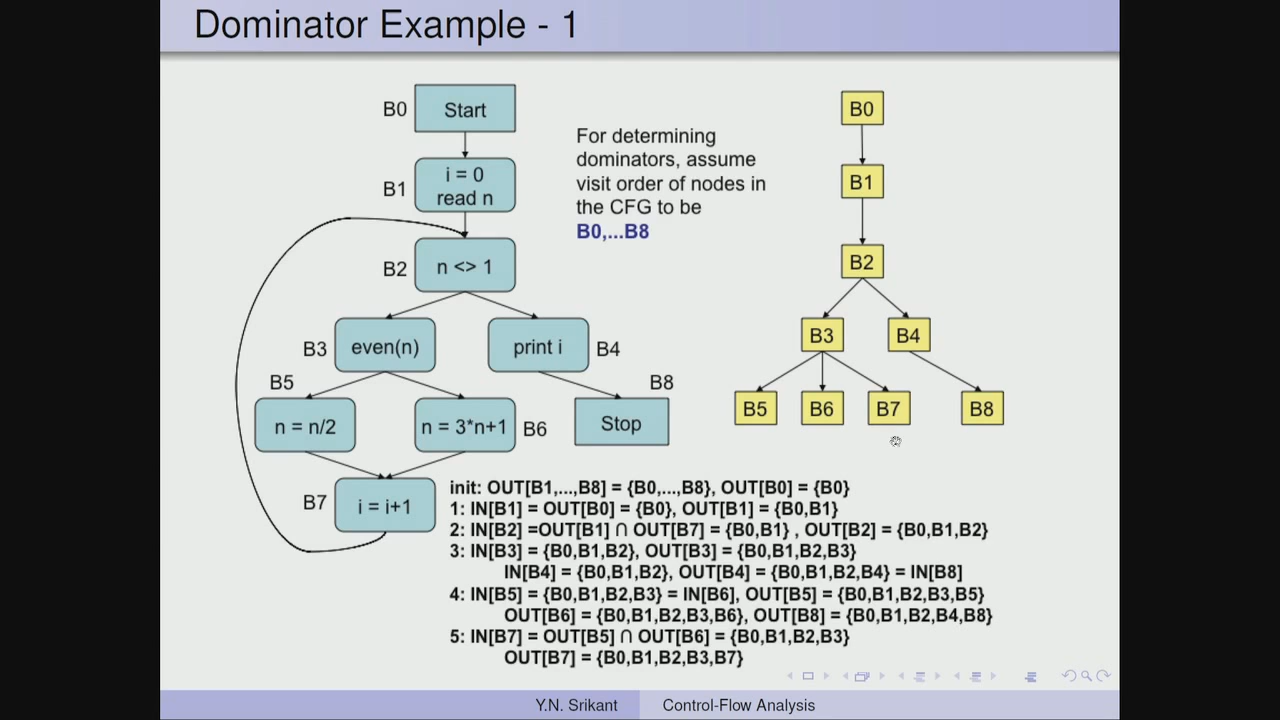 Dominator Example - 1
B0
Start
B1
i = 0
read n
B2
n <> 1
B3
even(n)
print i
B4
B5
n = n/2
n = 3*n+1
B6
B8
Stop
B7
i = i+1
For determining
dominators, assume
visit order of nodes in
the CFG to be
B0,...B8
B0
B1
B2
B3
B4
B5
B6
B7
B8
init: OUT[B1,...,B8] = {B0,...,B8}, OUT[B0] = {B0}
1: IN[B1] = OUT[B0] = {B0}, OUT[B1] = {B0,B1}
2: IN[B2] =OUT[B1] ∩ OUT[B7] = {B0,B1} , OUT[B2] = {B0,B1,B2}
3: IN[B3] = {B0,B1,B2}, OUT[B3] = {B0,B1,B2,B3}
IN[B4] = {B0,B1,B2}, OUT[B4] = {B0,B1,B2,B4} = IN[B8]
4: IN[B5] = {B0,B1,B2,B3} = IN[B6], OUT[B5] = {B0,B1,B2,B3,B5}
OUT[B6] = {B0,B1,B2,B3,B6}, OUT[B8] = {B0,B1,B2,B4,B8}
5: IN[B7] = OUT[B5] ∩ OUT[B6] = {B0,B1,B2,B3}
OUT[B7] = {B0,B1,B2,B3,B7}
Y.N. Srikant
Control-Flow Analysis